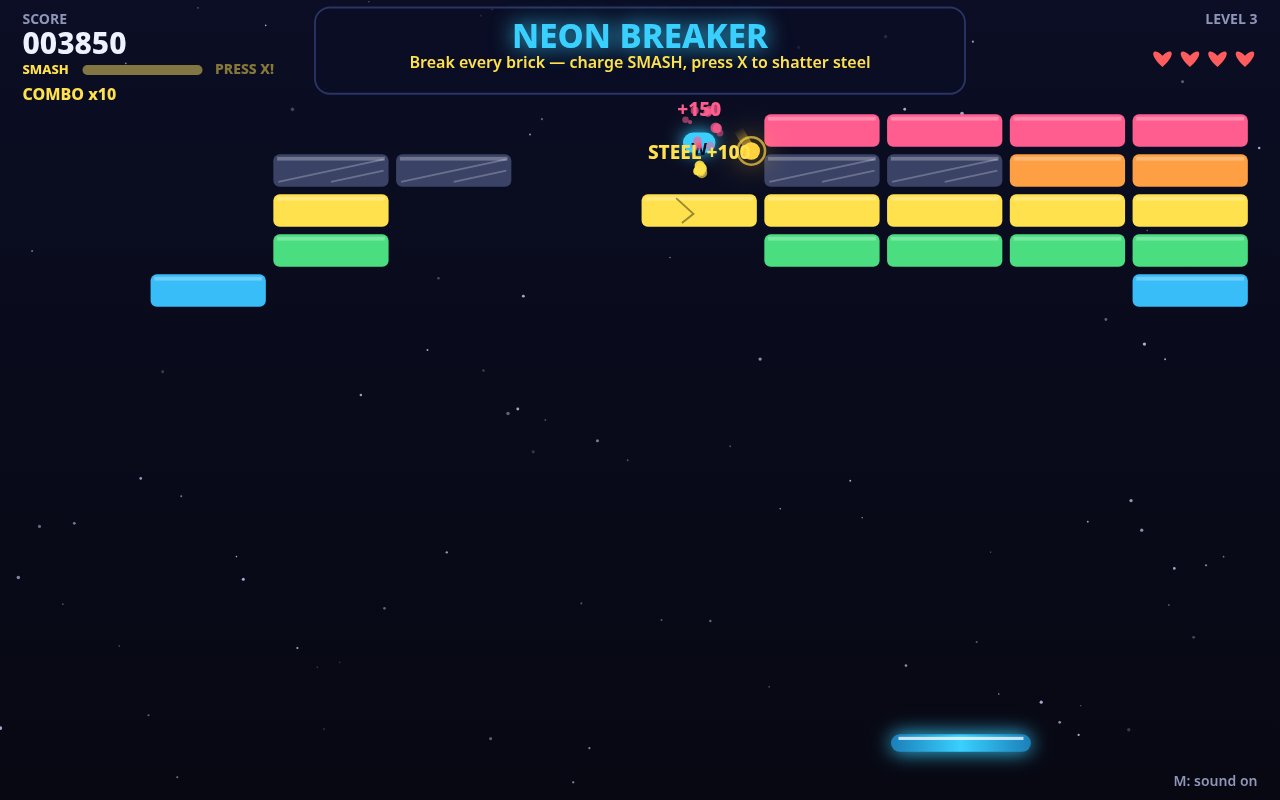 SCORE
003850
SMASH PRESS X!
COMBO x10
NEON BREAKER
Break every brick — charge SMASH, press X to shatter steel
LEVEL 3
+150
STEEL +100
M: sound on